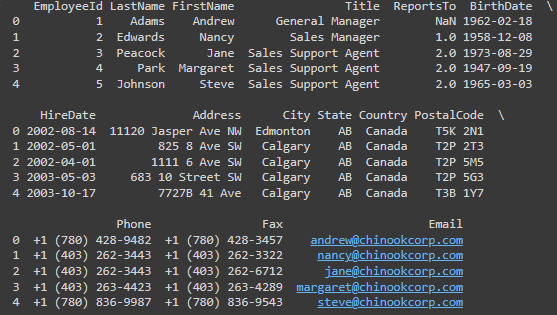 EmployeeId LastName FirstName Title ReportsTo BirthDate \
0 1 Adams Andrew General Manager NaN 1962-02-18
1 2 Edwards Nancy Sales Manager 1.0 1958-12-08
2 3 Peacock Jane Sales Support Agent 2.0 1973-08-29
3 4 Park Margaret Sales Support Agent 2.0 1947-09-19
4 5 Johnson Steve Sales Support Agent 2.0 1965-03-03
HireDate Address City State Country PostalCode \
0 2002-08-14 11120 Jasper Ave NW Edmonton AB Canada T5K 2N1
1 2002-05-01 825 8 Ave SW Calgary AB Canada T2P 2T3
2 2002-04-01 1111 6 Ave SW Calgary AB Canada T2P 5M5
3 2003-05-03 683 10 Street SW Calgary AB Canada T2P 5G3
4 2003-10-17 7727B 41 Ave Calgary AB Canada T3B 1Y7
Phone Fax Email
0 +1 (780) 428-9482 +1 (780) 428-3457 andrew@chinookcorp.com
1 +1 (403) 262-3443 +1 (403) 262-3322 nancy@chinookcorp.com
2 +1 (403) 262-3443 +1 (403) 262-6712 jane@chinookcorp.com
3 +1 (403) 263-4423 +1 (403) 263-4289 margaret@chinookcorp.com
4 +1 (780) 836-9987 +1 (780) 836-9543 steve@chinookcorp.com